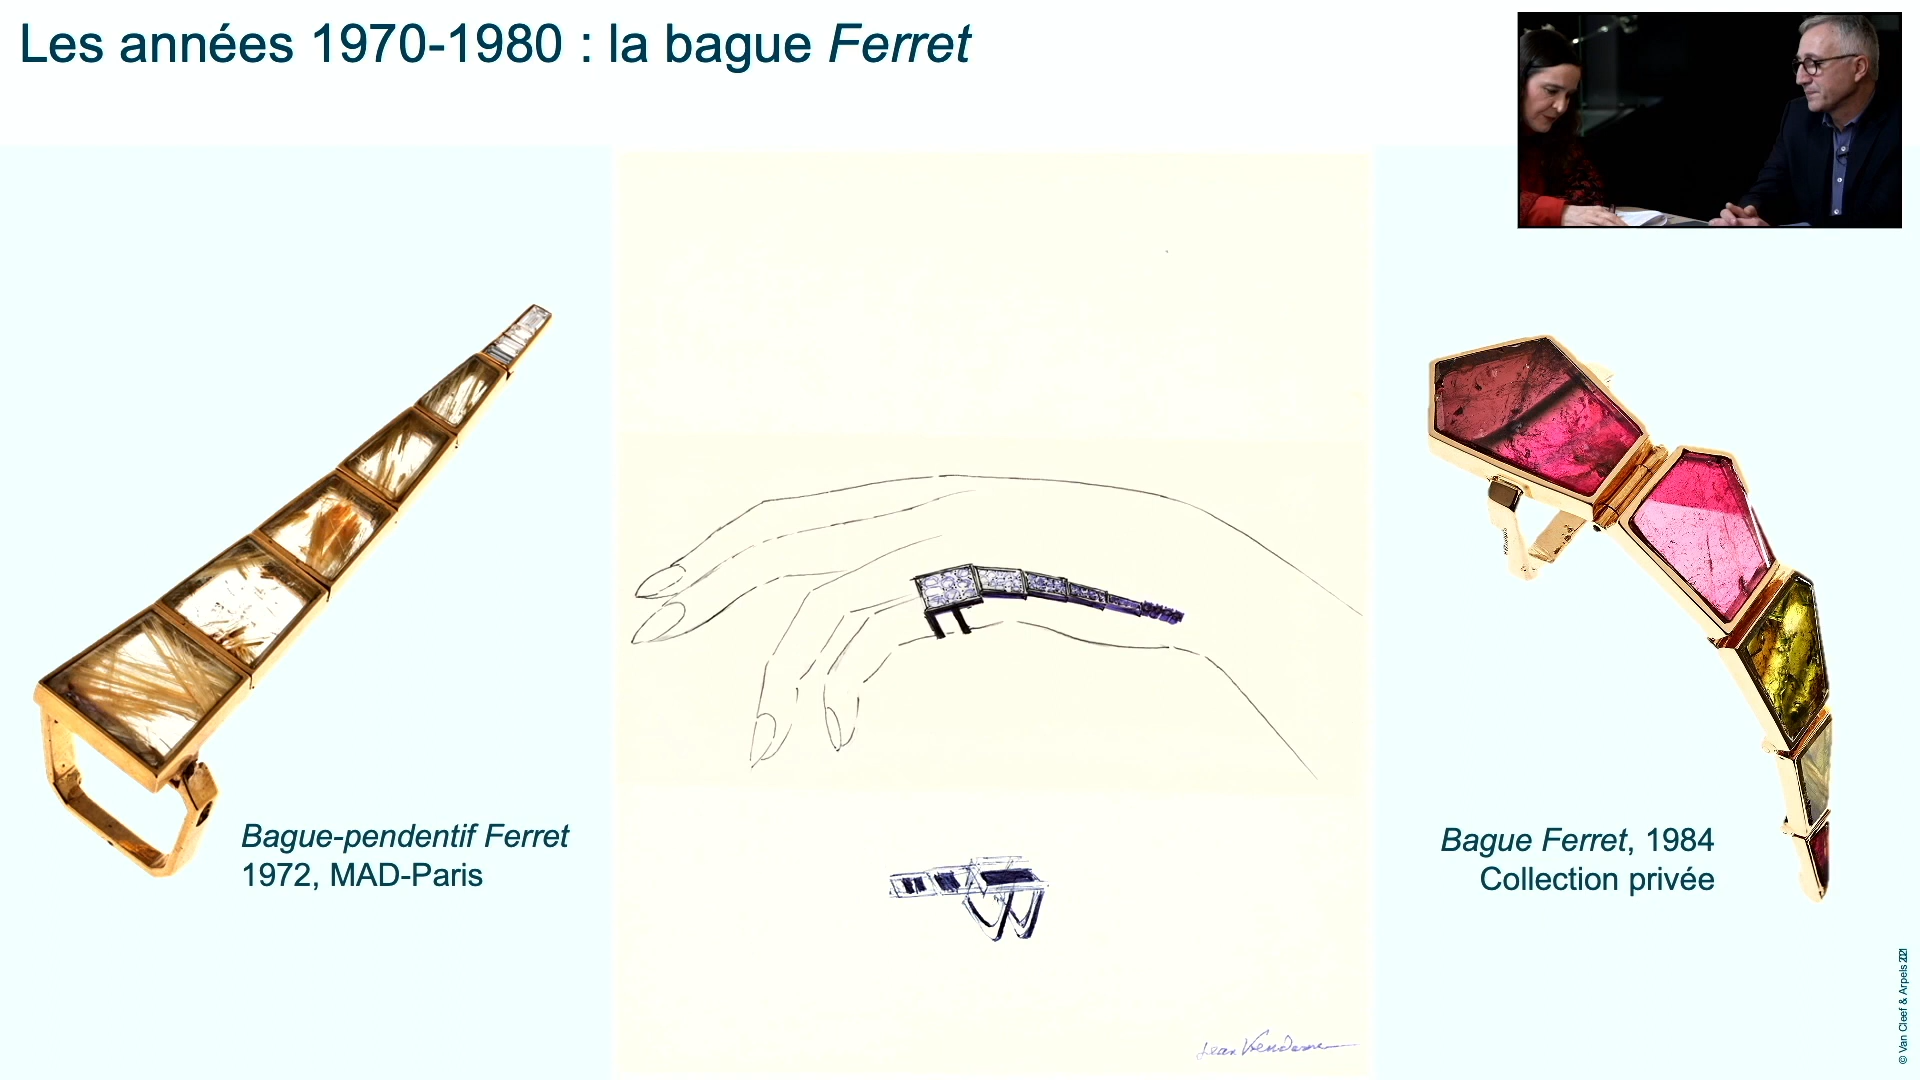 Les années 1970-1980 : la bague Ferret
Bague-pendentif Ferret
1972, MAD-Paris
Bague Ferret, 1984
Collection privée
Jean Vendome
© Van Cleef & Arpels